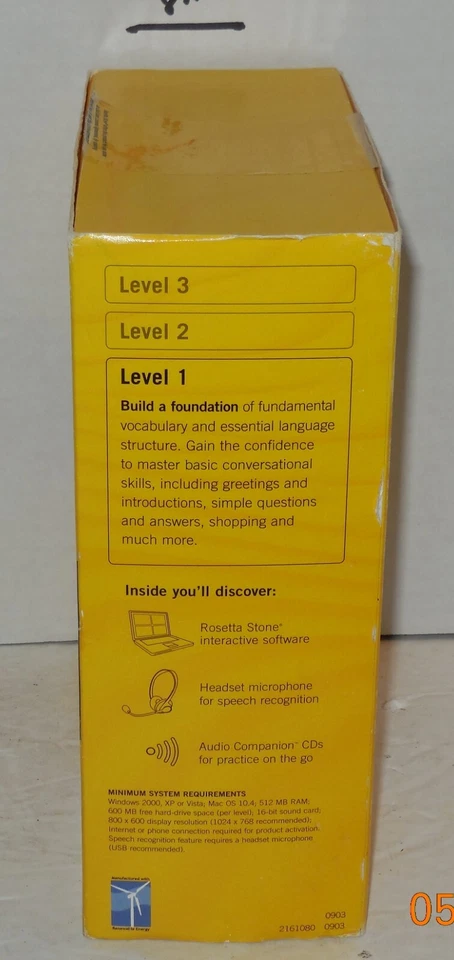 Level 3
Level 2
Level 1
Build a foundation of fundamental
vocabulary and essential language
structure. Gain the confidence
to master basic conversational
skills, including greetings and
introductions, simple questions
and answers, shopping and
much more.
Inside you'll discover:
Rosetta Stone®
interactive software
Headset microphone
for speech recognition
Audio Companion™ CDs
for practice on the go
MINIMUM SYSTEM REQUIREMENTS
Windows 2000, XP or Vista; Mac OS 10.4; 512 MB RAM;
600 MB free hard-drive space (per level); 16-bit sound card;
800 x 600 display resolution (1024 x 768 recommended);
Internet or phone connection required for product activation.
Speech recognition feature requires a headset microphone
(USB recommended).
Manufactured with
Renewable Energy
0903
2161080 0903
05